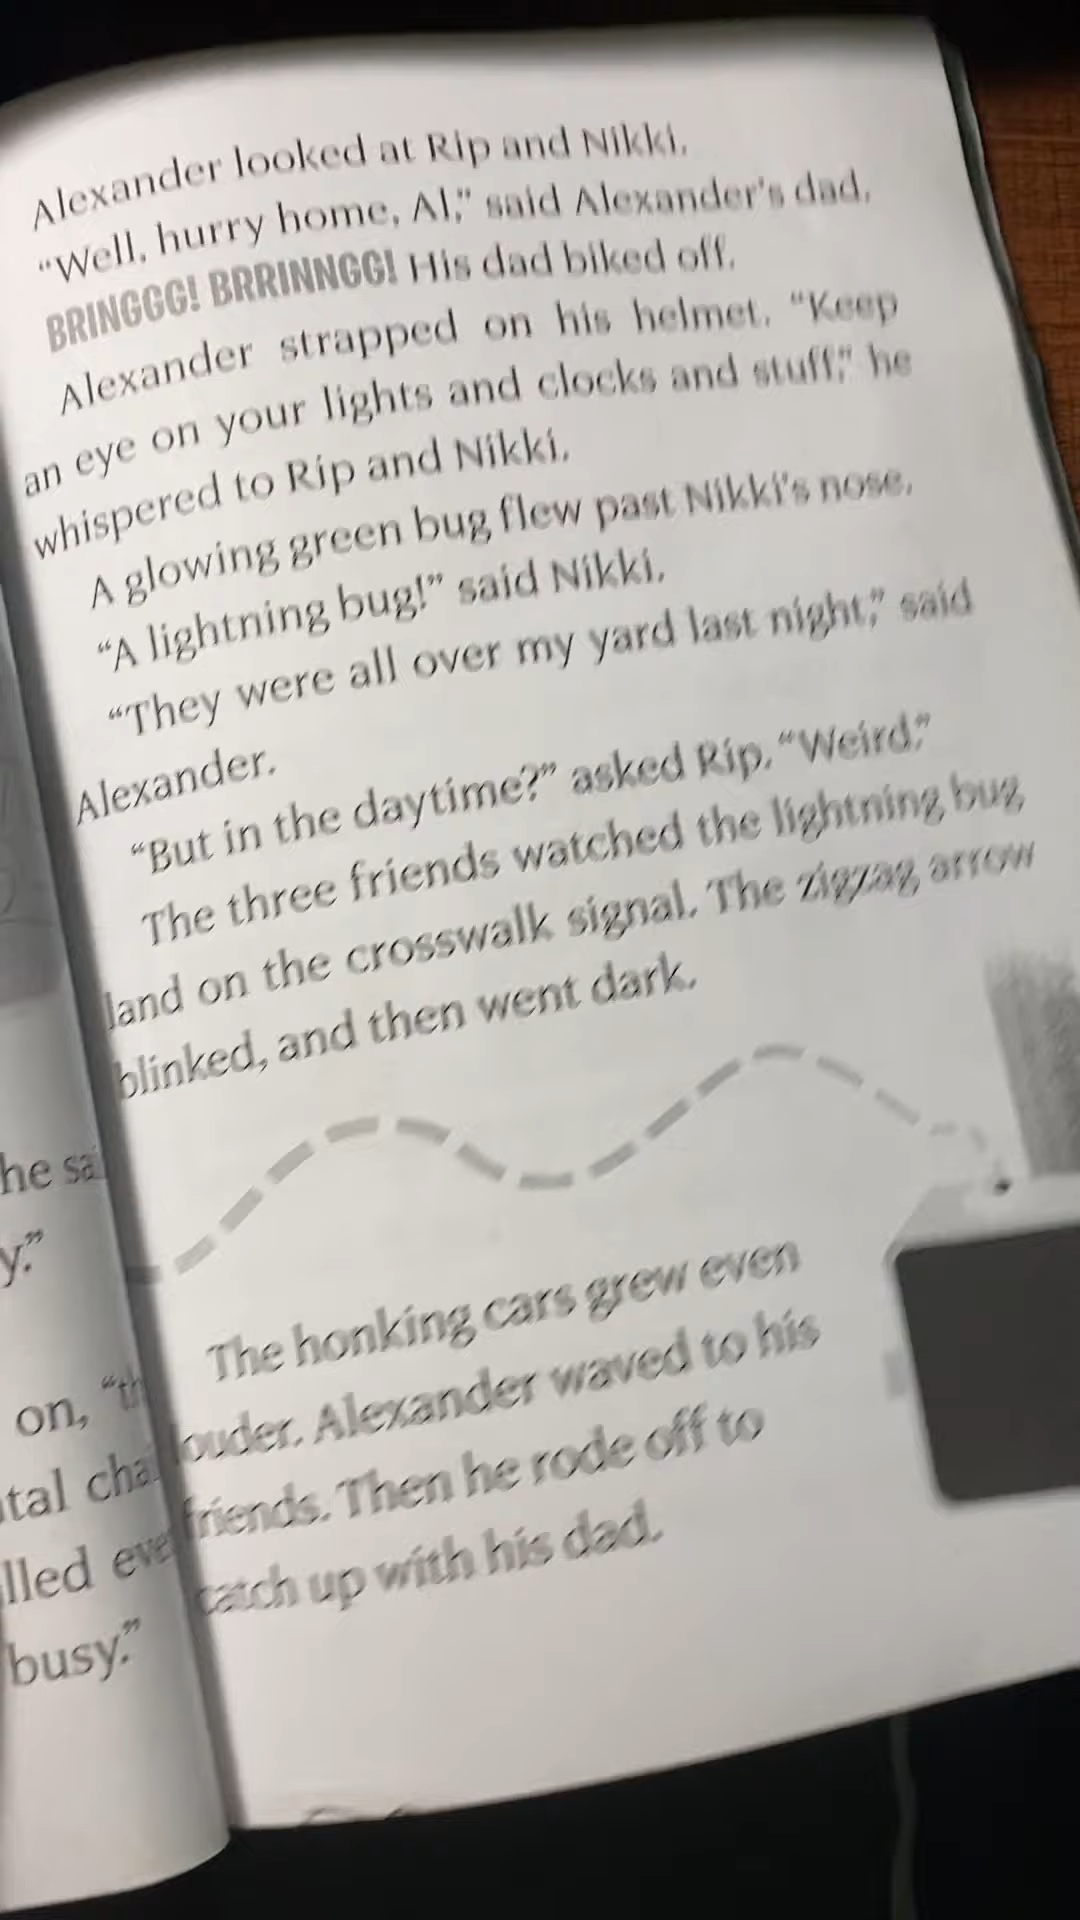 Alexander looked at Rip and Nikki.
“Well, hurry home, Al,” said Alexander's dad.
BRINGGG! BRRINNGG! His dad biked off.
Alexander strapped on his helmet. “Keep
an eye on your lights and clocks and stuff,” he
whispered to Rip and Nikki.
A glowing green bug flew past Nikki's nose.
“A lightning bug!” said Nikki.
“They were all over my yard last night,” said
Alexander.
“But in the daytime?” asked Rip. “Weird.”
The three friends watched the lightning bug
land on the crosswalk signal. The zigzag arrow
blinked, and then went dark.
The honking cars grew even
louder. Alexander waved to his
friends. Then he rode off to
catch up with his dad.
he
y.”
on,
lled
busy.”